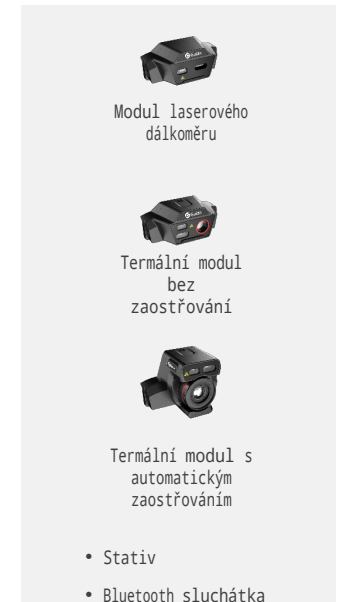 Modul laserového
dálkoměru
Termální modul
bez
zaostřování
Termální modul s
automatickým
zaostřováním
• Stativ
• Bluetooth sluchátka